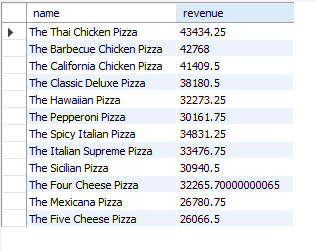 name revenue
The Thai Chicken Pizza 43434.25
The Barbecue Chicken Pizza 42768
The California Chicken Pizza 41409.5
The Classic Deluxe Pizza 38180.5
The Hawaiian Pizza 32273.25
The Pepperoni Pizza 30161.75
The Spicy Italian Pizza 34831.25
The Italian Supreme Pizza 33476.75
The Sicilian Pizza 30940.5
The Four Cheese Pizza 32265.70000000065
The Mexicana Pizza 26780.75
The Five Cheese Pizza 26066.5